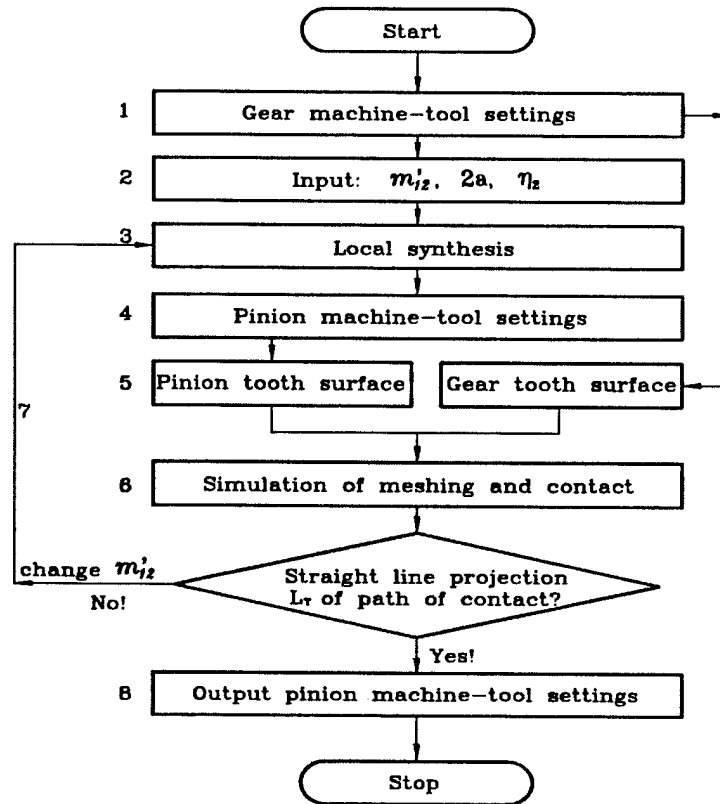 Start
1 Gear machine-tool settings
2 Input: m'₁₂, 2a, η₂
3 Local synthesis
4 Pinion machine-tool settings
5 Pinion tooth surface Gear tooth surface
7
6 Simulation of meshing and contact
change m'₁₂
No!
Straight line projection
L_T of path of contact?
Yes!
8 Output pinion machine-tool settings
Stop